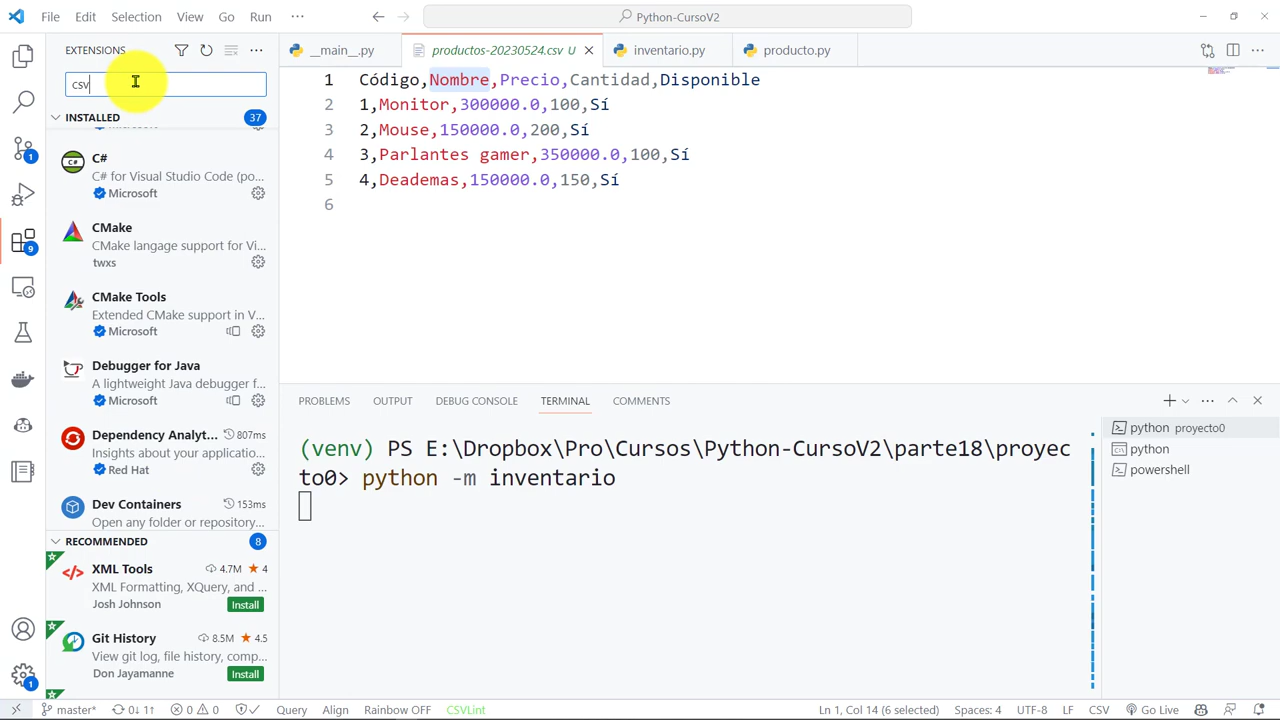 File Edit Selection View Go Run ···
Python-CursoV2
EXTENSIONS
csv
INSTALLED 37
C#
C# for Visual Studio Code (po...
Microsoft
CMake
CMake langage support for Vi...
twxs
CMake Tools
Extended CMake support in V...
Microsoft
Debugger for Java
A lightweight Java debugger f...
Microsoft
Dependency Analyt... 807ms
Insights about your applicatio...
Red Hat
Dev Containers 153ms
Open any folder or repository...
RECOMMENDED 8
XML Tools 4.7M 4
XML Formatting, XQuery, and ...
Josh Johnson Install
Git History 8.5M 4.5
View git log, file history, comp...
Don Jayamanne Install
1
9
1
__main__.py productos-20230524.csv U inventario.py producto.py
1 Código,Nombre,Precio,Cantidad,Disponible
2 1,Monitor,300000.0,100,Sí
3 2,Mouse,150000.0,200,Sí
4 3,Parlantes gamer,350000.0,100,Sí
5 4,Deademas,150000.0,150,Sí
6
PROBLEMS OUTPUT DEBUG CONSOLE TERMINAL COMMENTS
(venv) PS E:\Dropbox\Pro\Cursos\Python-CursoV2\parte18\proyec
to0> python -m inventario
python proyecto0
python
powershell
master* 0↓ 1↑ 0 0 Query Align Rainbow OFF CSVLint Ln 1, Col 14 (6 selected) Spaces: 4 UTF-8 LF CSV Go Live